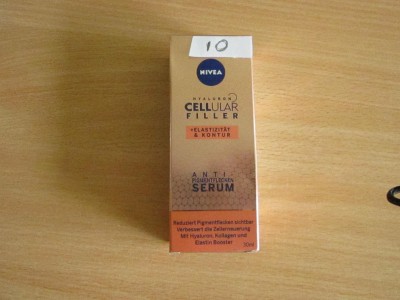 10
NIVEA
HYALURON
CELLULAR
FILLER
+ELASTIZITÄT
& KONTUR
ANTI
PIGMENTFLECKEN
SERUM
Reduziert Pigmentflecken sichtbar
Verbessert die Zellerneuerung
Mit Hyaluron, Kollagen und
Elastin Booster
30ml